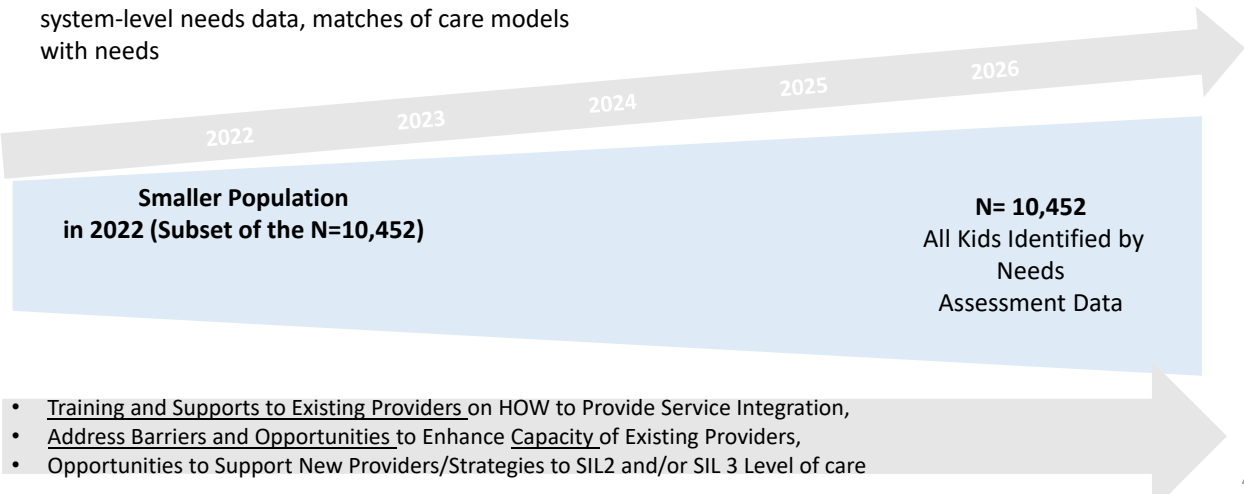 system-level needs data, matches of care models
with needs
2022
2023
2024
2025
2026
Smaller Population
in 2022 (Subset of the N=10,452)
N= 10,452
All Kids Identified by
Needs
Assessment Data
• Training and Supports to Existing Providers on HOW to Provide Service Integration,
• Address Barriers and Opportunities to Enhance Capacity of Existing Providers,
• Opportunities to Support New Providers/Strategies to SIL2 and/or SIL 3 Level of care